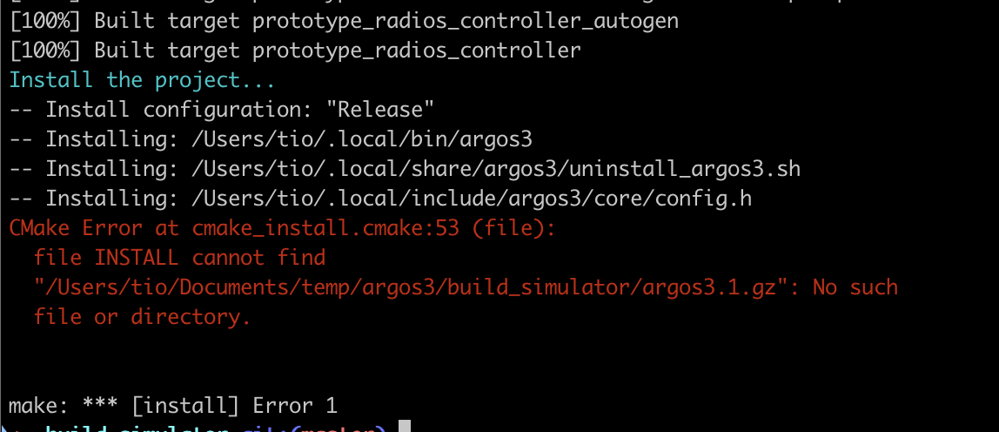 [100%] Built target prototype_radios_controller_autogen
[100%] Built target prototype_radios_controller
Install the project...
-- Install configuration: "Release"
-- Installing: /Users/tio/.local/bin/argos3
-- Installing: /Users/tio/.local/share/argos3/uninstall_argos3.sh
-- Installing: /Users/tio/.local/include/argos3/core/config.h
CMake Error at cmake_install.cmake:53 (file):
file INSTALL cannot find
"/Users/tio/Documents/temp/argos3/build_simulator/argos3.1.gz": No such
file or directory.
make: *** [install] Error 1
build_simulator git:(master)